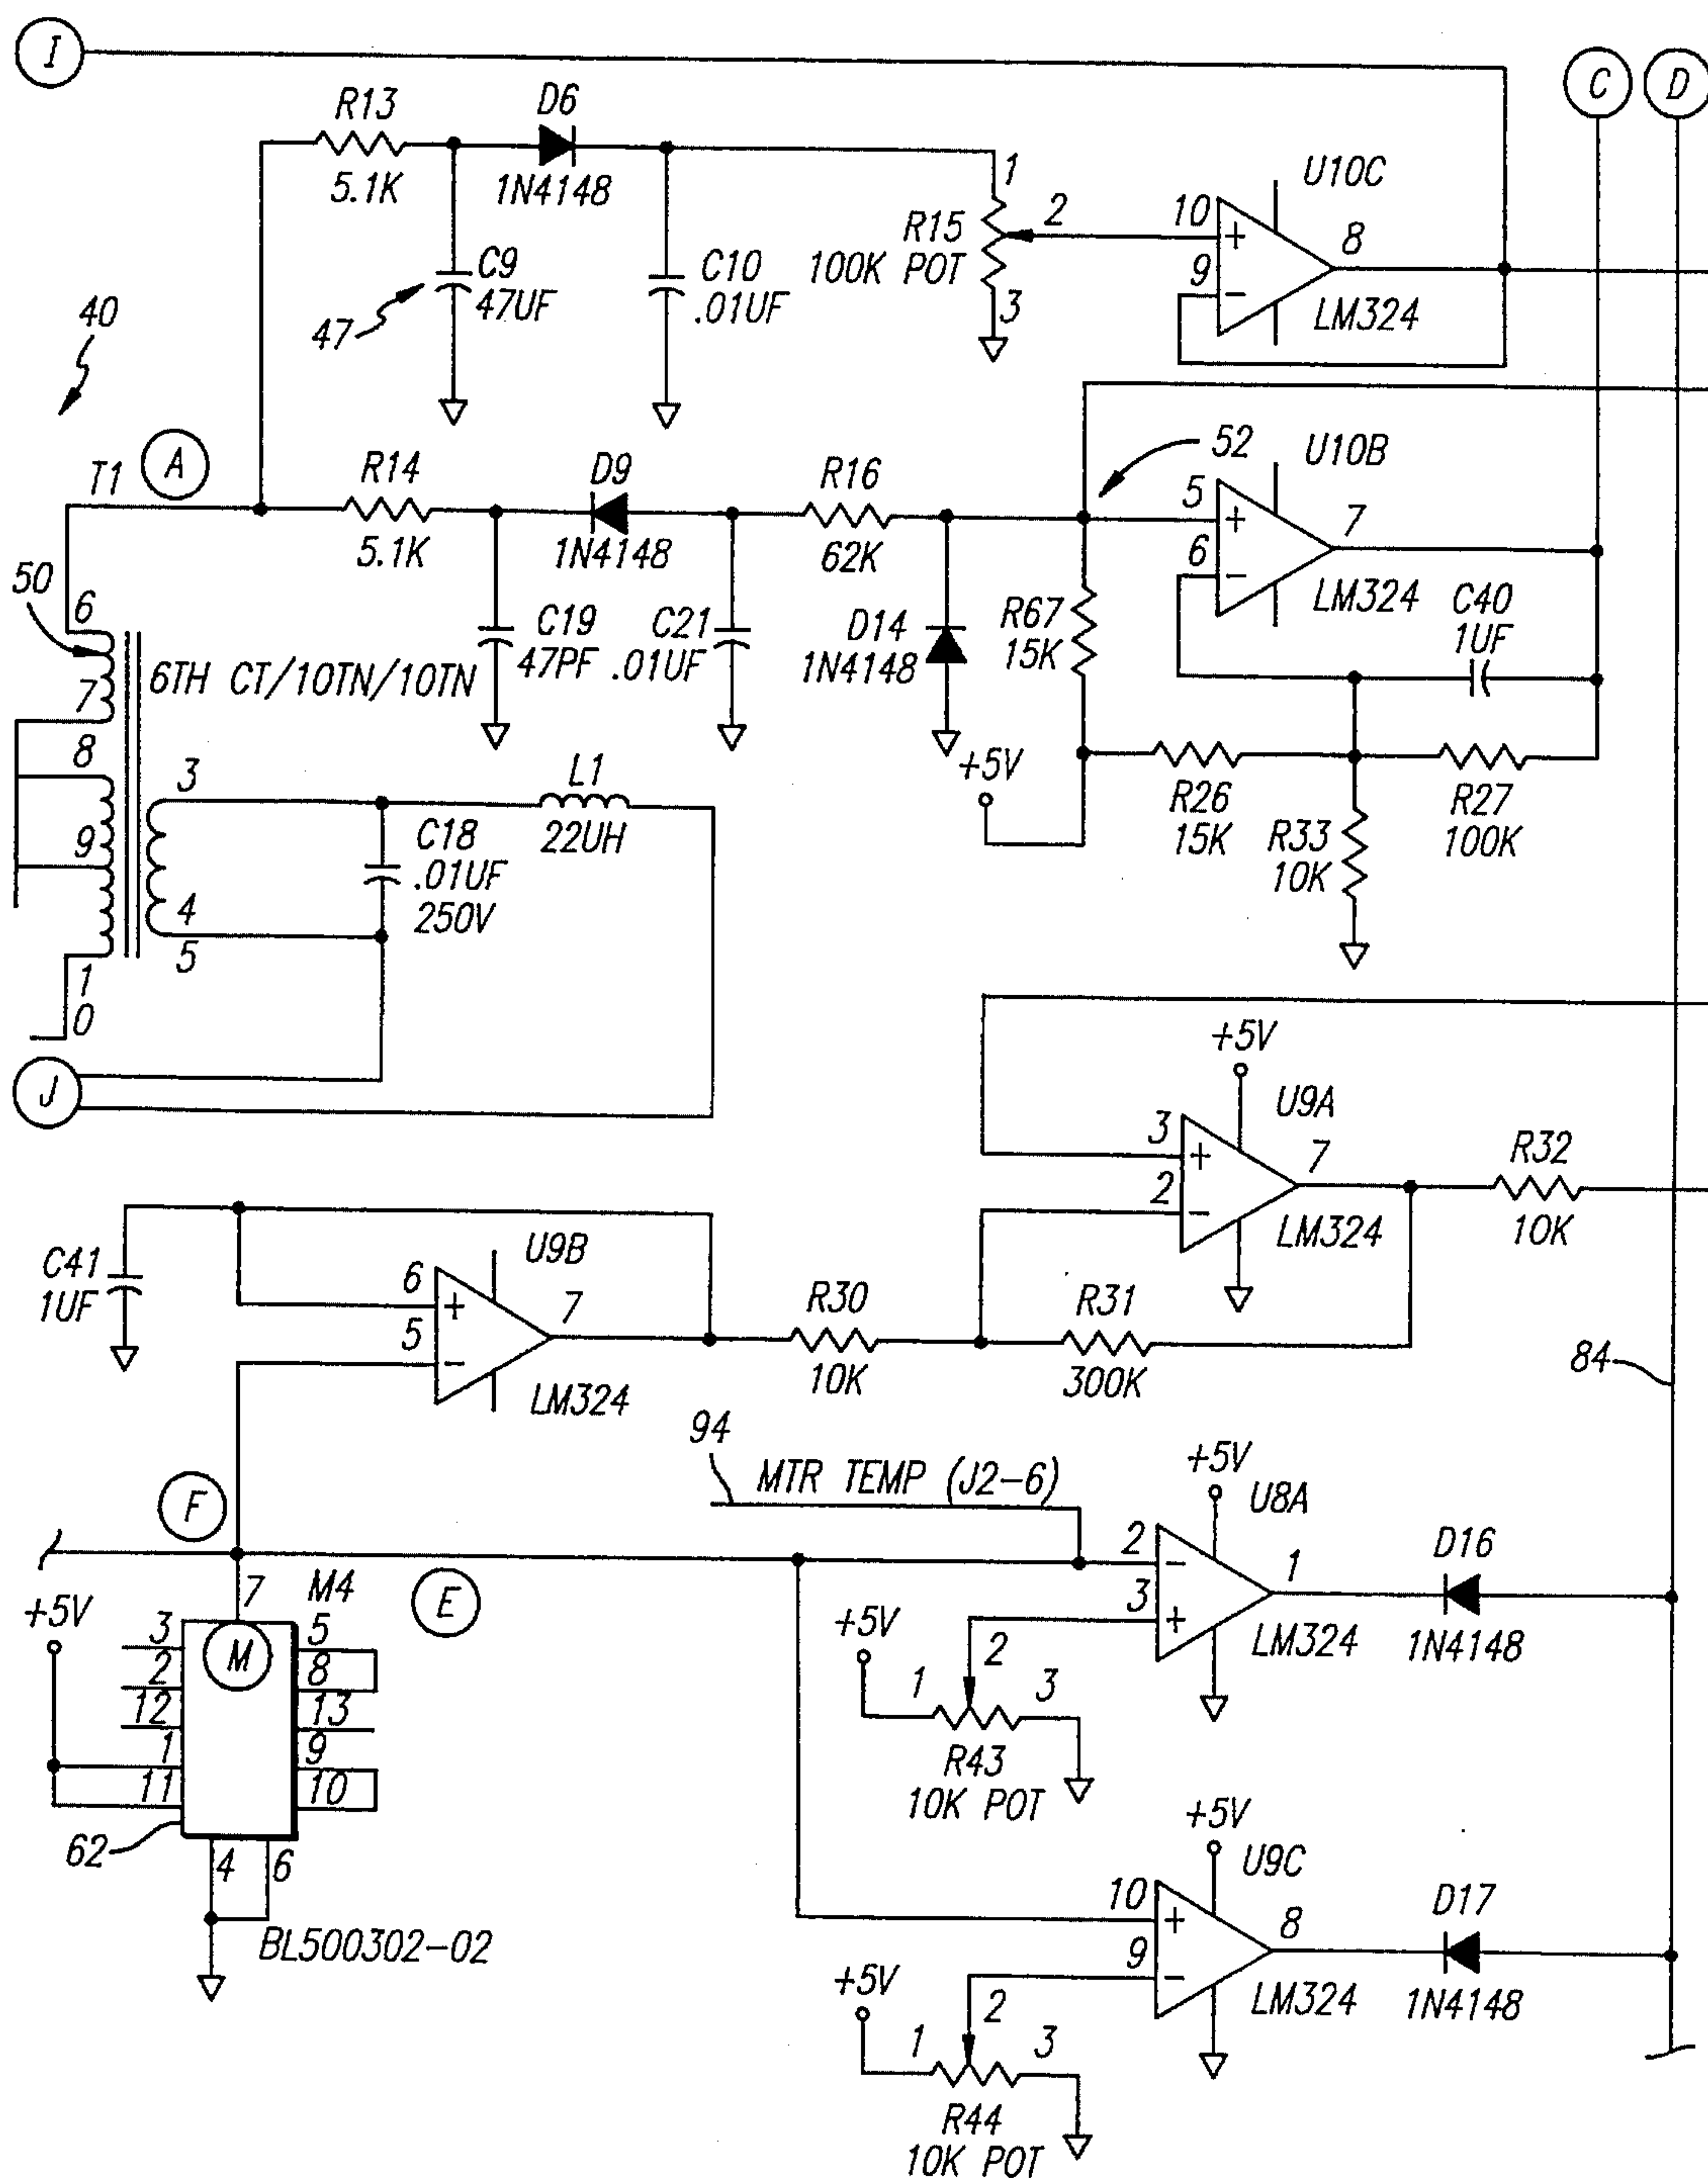 I
C
D
R13
5.1K
D6
1N4148
C9
47UF
47
C10
.01UF
R15
100K POT
1
2
3
U10C
10
+
9
−
8
LM324
40
T1
A
R14
5.1K
D9
1N4148
R16
62K
52
U10B
5
+
6
−
7
LM324
C40
1UF
50
6
7
8
9
1
0
6TH CT/10TN/10TN
C19
47PF
C21
.01UF
D14
1N4148
R67
15K
+5V
R26
15K
R33
10K
R27
100K
3
4
5
C18
.01UF
250V
L1
22UH
J
+5V
U9A
3
+
2
−
7
LM324
R32
10K
C41
1UF
U9B
6
+
5
−
7
LM324
R30
10K
R31
300K
84
94
MTR TEMP (J2-6)
F
E
+5V
U8A
2
−
3
+
1
LM324
D16
1N4148
+5V
1
2
3
R43
10K POT
+5V
7
M4
M
3
2
12
1
11
5
8
13
9
10
62
4
6
BL500302-02
+5V
U9C
10
+
9
−
8
LM324
D17
1N4148
+5V
1
2
3
R44
10K POT